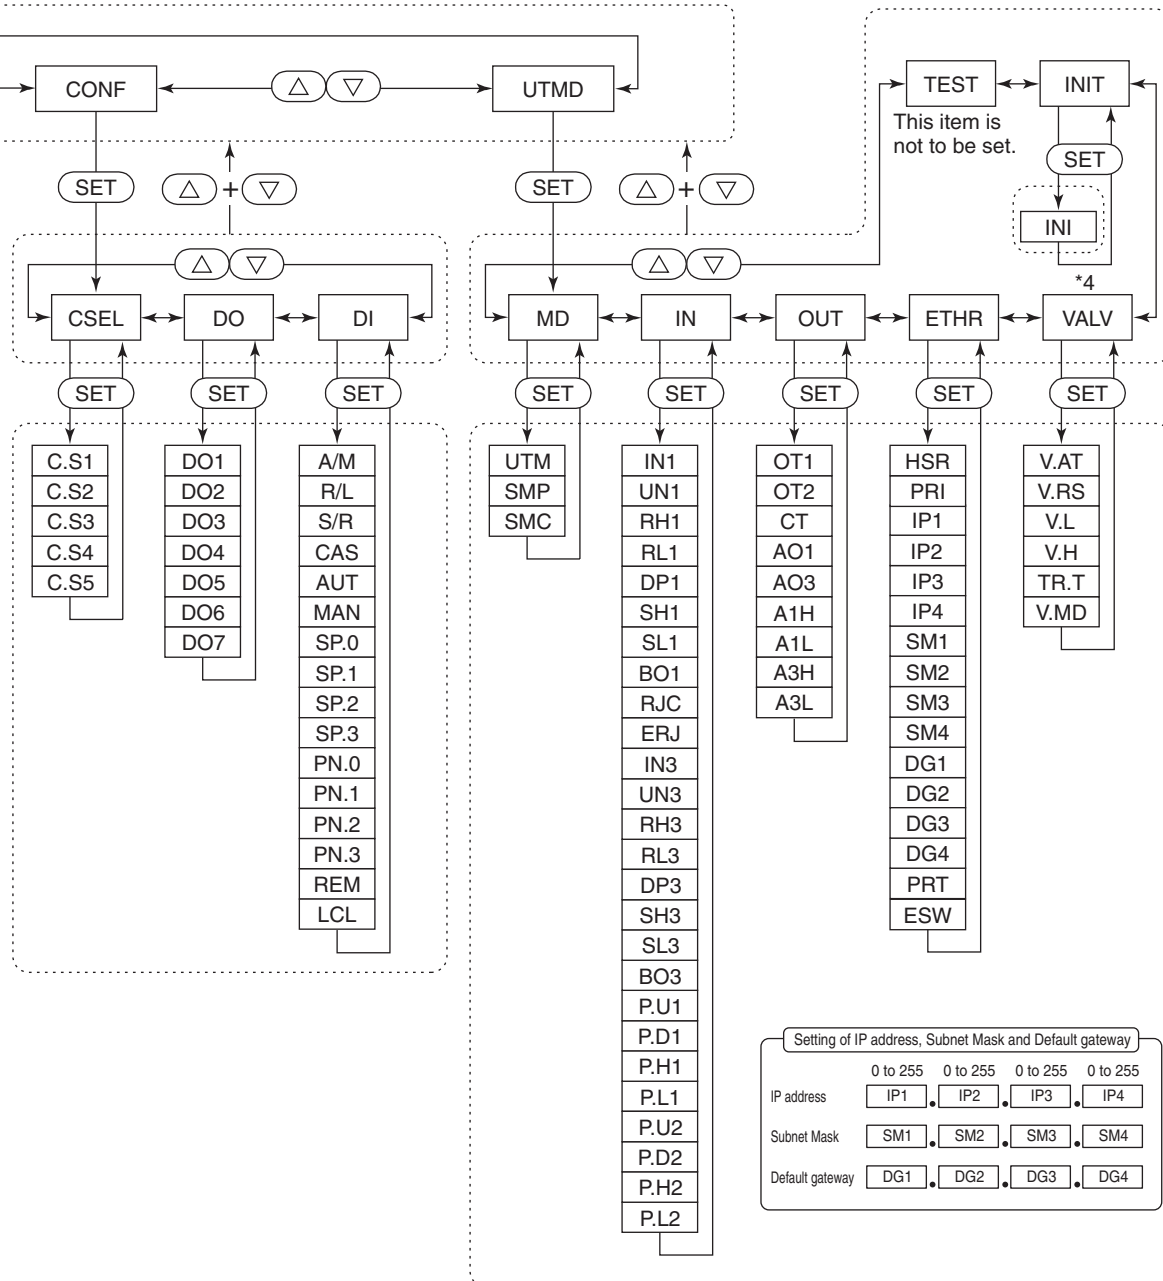 CONF
UTMD
TEST
INIT
This item is
not to be set.
SET
SET
SET
+
+
INI
*4
CSEL
DO
DI
MD
IN
OUT
ETHR
VALV
SET
SET
SET
SET
SET
SET
SET
SET
C.S1
C.S2
C.S3
C.S4
C.S5
DO1
DO2
DO3
DO4
DO5
DO6
DO7
A/M
R/L
S/R
CAS
AUT
MAN
SP.0
SP.1
SP.2
SP.3
PN.0
PN.1
PN.2
PN.3
REM
LCL
UTM
SMP
SMC
IN1
UN1
RH1
RL1
DP1
SH1
SL1
BO1
RJC
ERJ
IN3
UN3
RH3
RL3
DP3
SH3
SL3
BO3
P.U1
P.D1
P.H1
P.L1
P.U2
P.D2
P.H2
P.L2
OT1
OT2
CT
AO1
AO3
A1H
A1L
A3H
A3L
HSR
PRI
IP1
IP2
IP3
IP4
SM1
SM2
SM3
SM4
DG1
DG2
DG3
DG4
PRT
ESW
V.AT
V.RS
V.L
V.H
TR.T
V.MD
Setting of IP address, Subnet Mask and Default gateway
0 to 255 0 to 255 0 to 255 0 to 255
IP address IP1 . IP2 . IP3 . IP4
Subnet Mask SM1 . SM2 . SM3 . SM4
Default gateway DG1 . DG2 . DG3 . DG4